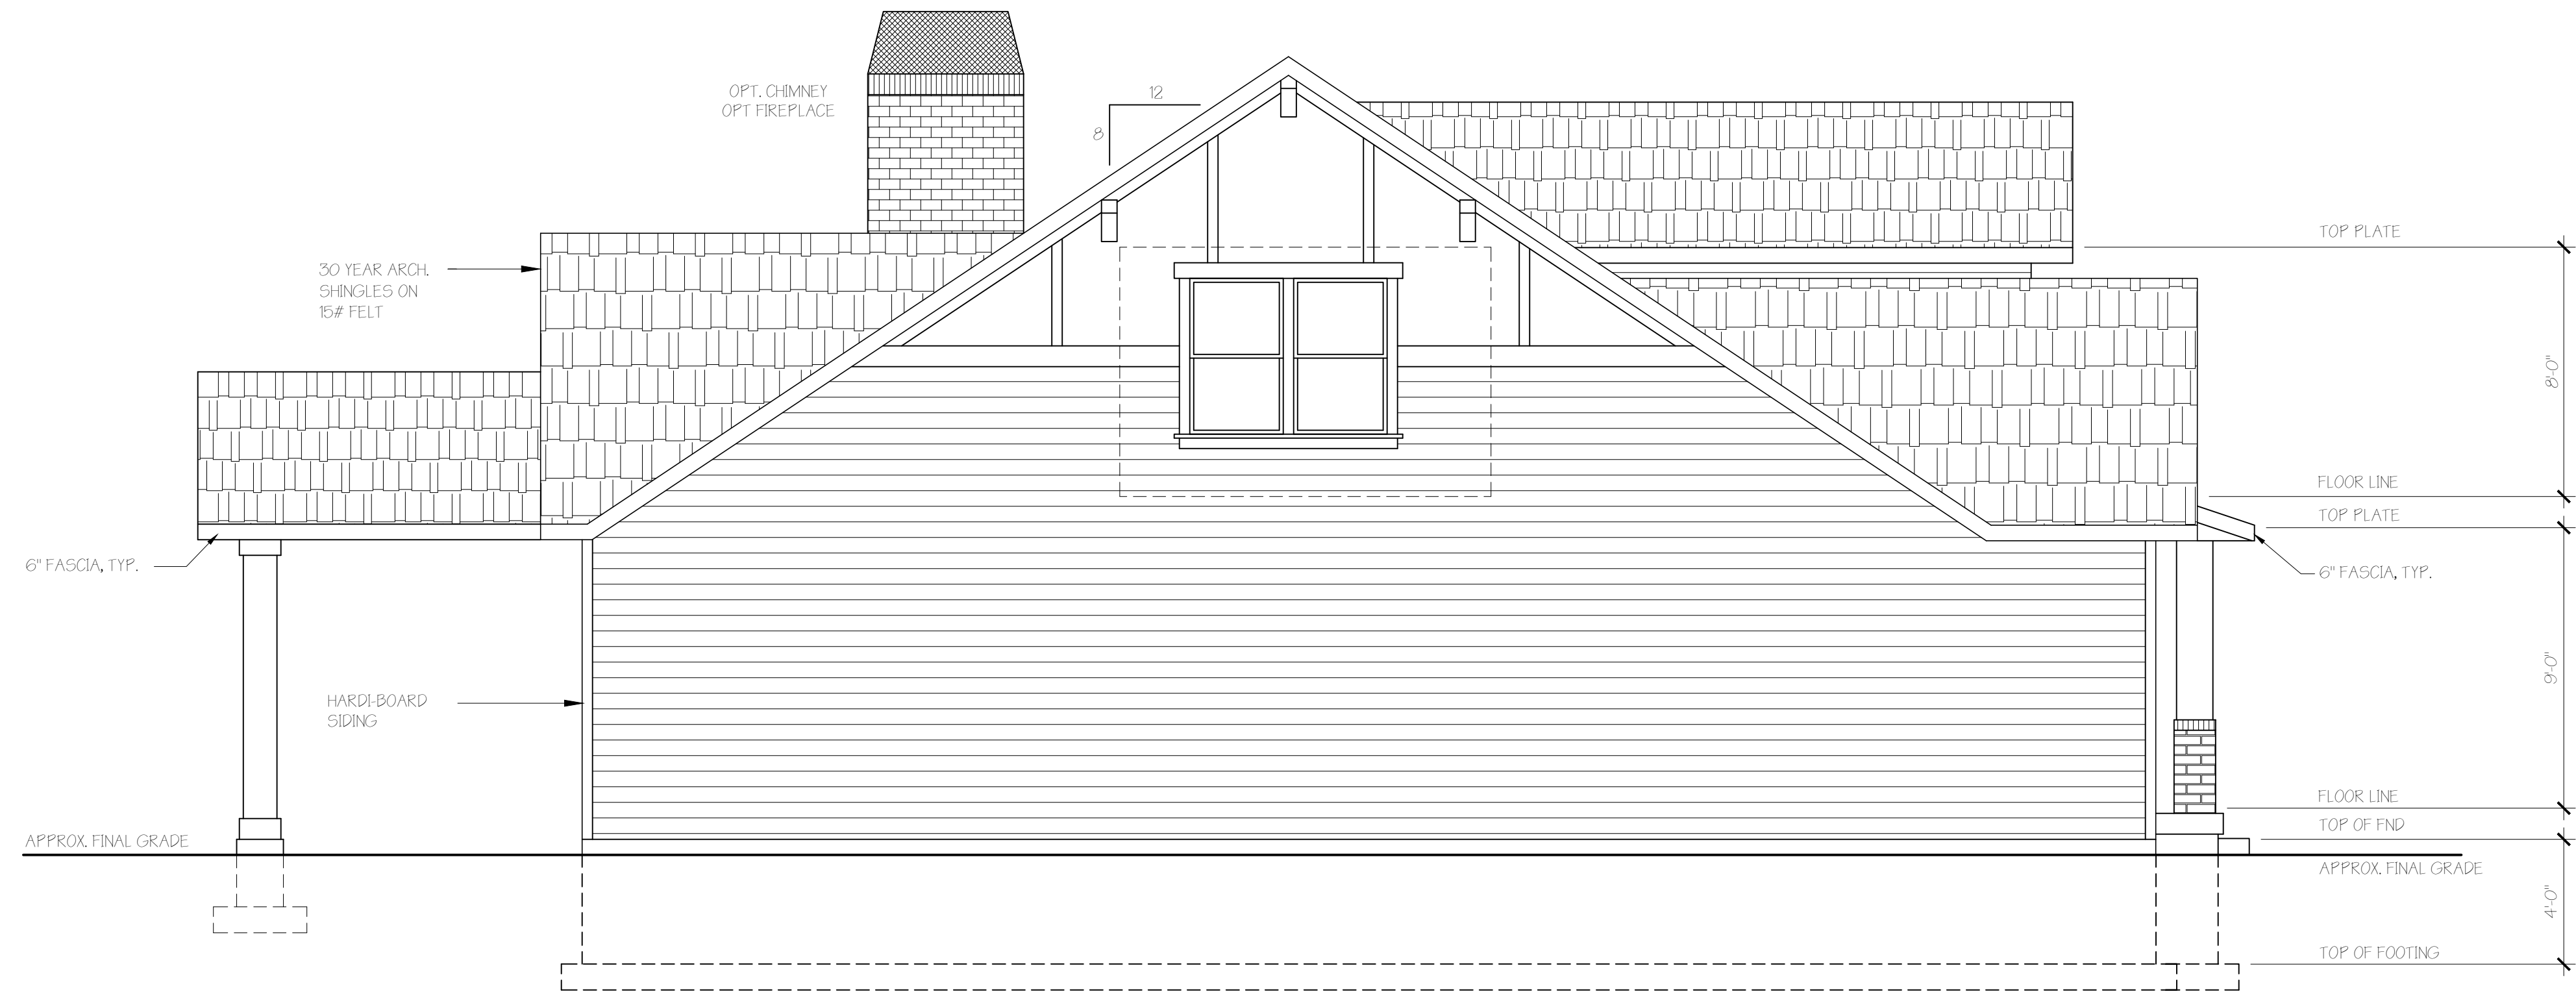 OPT. CHIMNEY
OPT FIREPLACE
12
8
30 YEAR ARCH.
SHINGLES ON
15# FELT
TOP PLATE
8'-0"
FLOOR LINE
TOP PLATE
6" FASCIA, TYP.
6" FASCIA, TYP.
9'-0"
HARDI-BOARD
SIDING
FLOOR LINE
TOP OF FND
APPROX. FINAL GRADE
APPROX. FINAL GRADE
4'-0"
TOP OF FOOTING